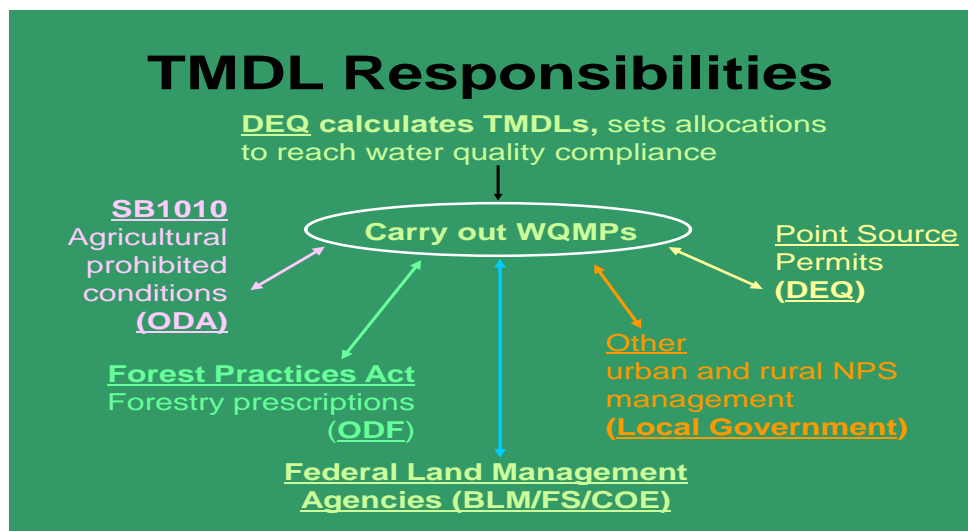 TMDL Responsibilities
DEQ calculates TMDLs, sets allocations
to reach water quality compliance
Carry out WQMPs
SB1010
Agricultural
prohibited
conditions
(ODA)
Point Source
Permits
(DEQ)
Forest Practices Act
Forestry prescriptions
(ODF)
Other
urban and rural NPS
management
(Local Government)
Federal Land Management
Agencies (BLM/FS/COE)